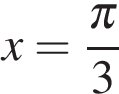 x = π/3